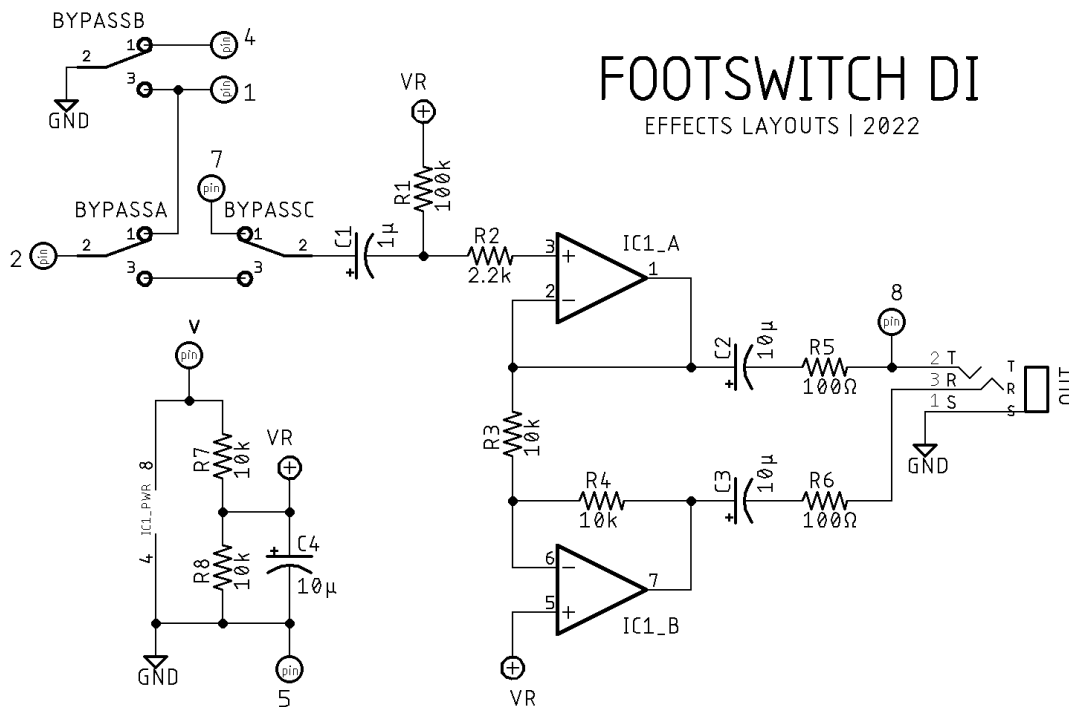 BYPASSB
2
1
pin
4
3
pin
1
GND
FOOTSWITCH DI
EFFECTS LAYOUTS | 2022
VR
R1
100k
7
pin
BYPASSA
BYPASSC
2
pin
2
1
3
1
2
3
C1
1µ
+
R2
2.2k
3
+
2
−
1
IC1_A
V
pin
8
IC1_PWR
4
R7
10k
VR
R8
10k
+
C4
10µ
GND
pin
5
R3
10k
R4
10k
C2
10µ
+
R5
100Ω
8
pin
2 T
3 R
1 S
T
R
S
OUT
GND
C3
10µ
+
R6
100Ω
6
−
5
+
7
IC1_B
VR